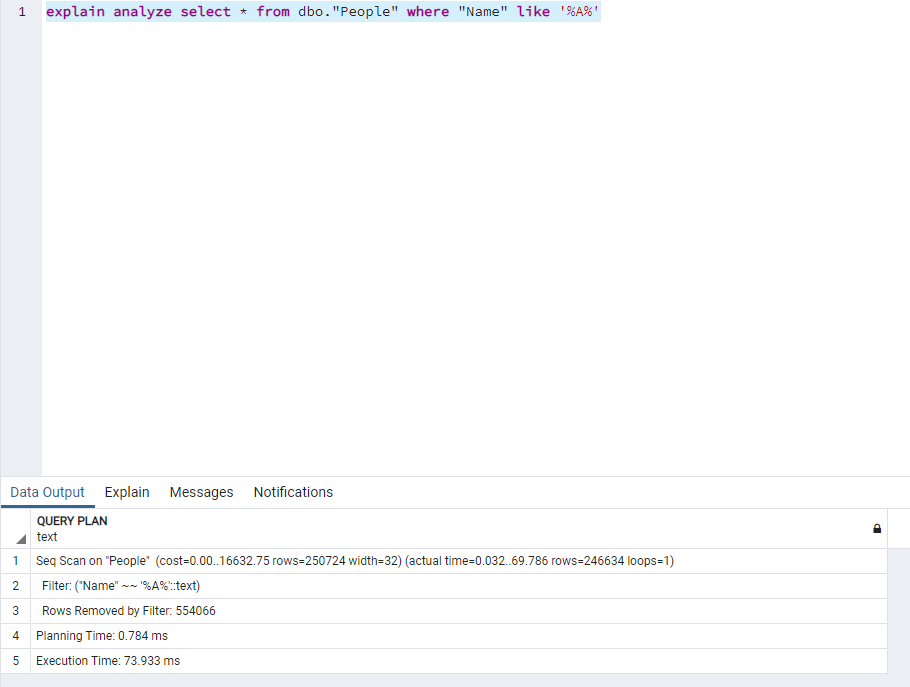 1 explain analyze select * from dbo."People" where "Name" like '%A%'
Data Output Explain Messages Notifications
QUERY PLAN
text
1 Seq Scan on "People" (cost=0.00..16632.75 rows=250724 width=32) (actual time=0.032..69.786 rows=246634 loops=1)
2 Filter: ("Name" ~~ '%A%'::text)
3 Rows Removed by Filter: 554066
4 Planning Time: 0.784 ms
5 Execution Time: 73.933 ms